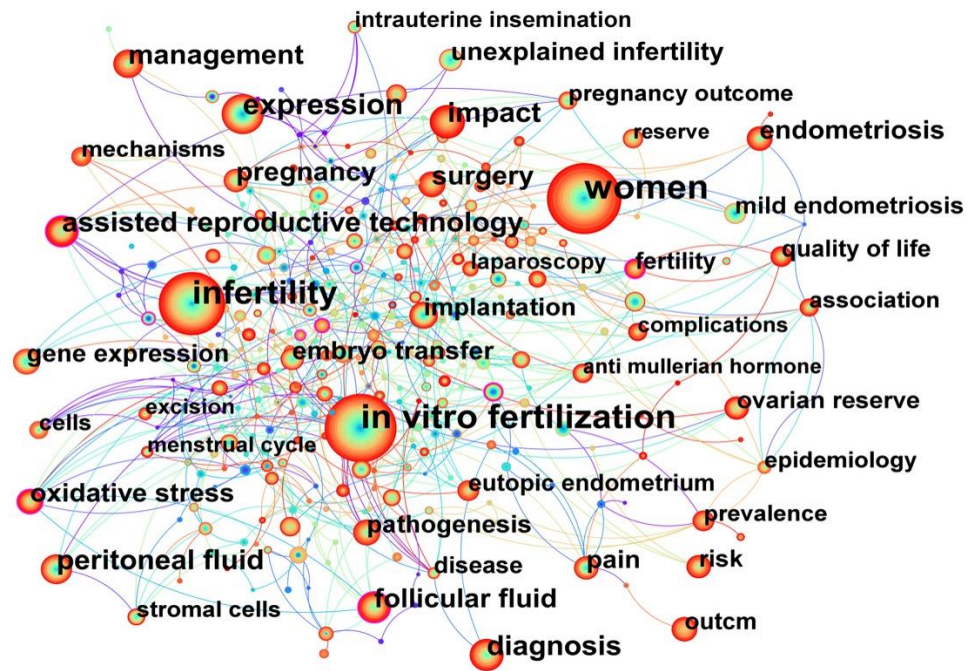 intrauterine insemination
management
unexplained infertility
expression
impact
pregnancy outcome
endometriosis
reserve
mechanisms
pregnancy
surgery
women
assisted reproductive technology
mild endometriosis
quality of life
laparoscopy
fertility
infertility
implantation
association
complications
gene expression
embryo transfer
anti mullerian hormone
ovarian reserve
cells
excision
in vitro fertilization
menstrual cycle
epidemiology
oxidative stress
eutopic endometrium
pathogenesis
prevalence
peritoneal fluid
disease
pain
risk
stromal cells
follicular fluid
outcm
diagnosis